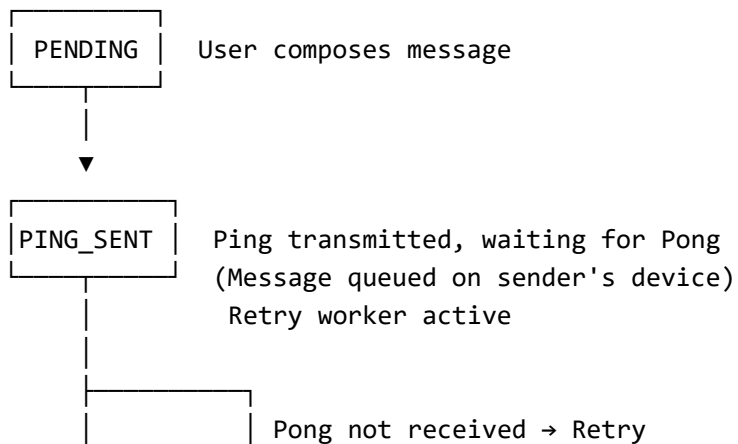 PENDING User composes message
PING_SENT Ping transmitted, waiting for Pong
(Message queued on sender's device)
Retry worker active
Pong not received → Retry